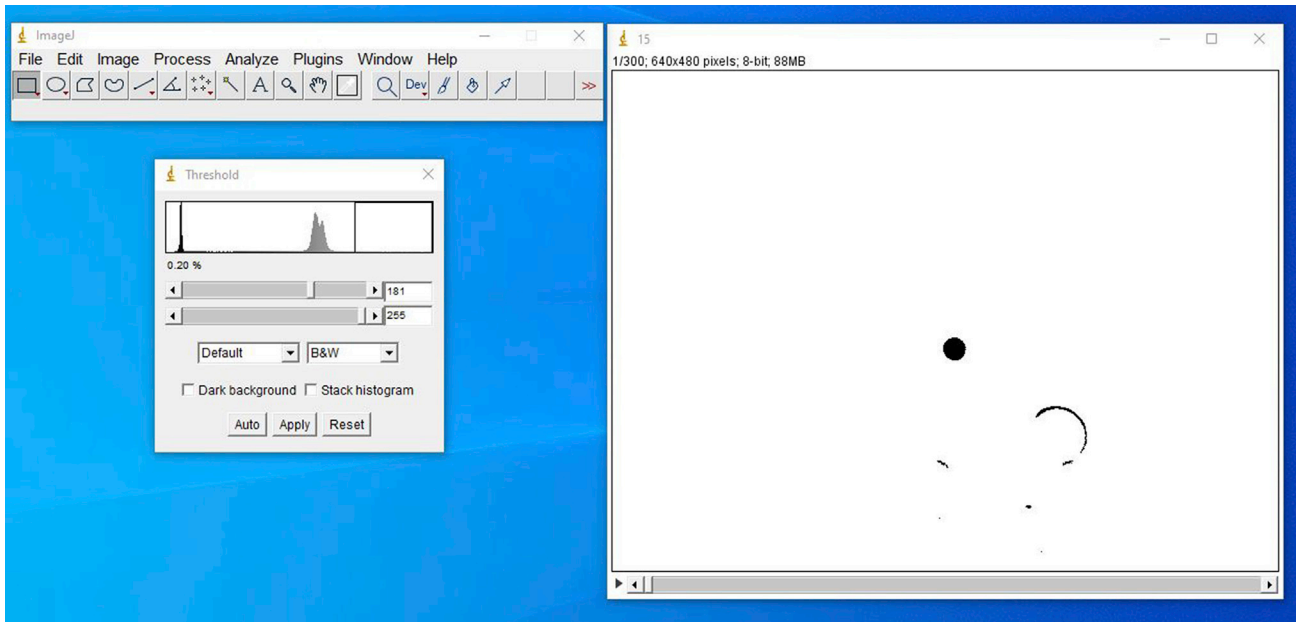 ImageJ
File Edit Image Process Analyze Plugins Window Help
A Dev >>
Threshold
0.20 %
181
255
Default B&W
Dark background Stack histogram
Auto Apply Reset
15
1/300; 640x480 pixels; 8-bit; 88MB